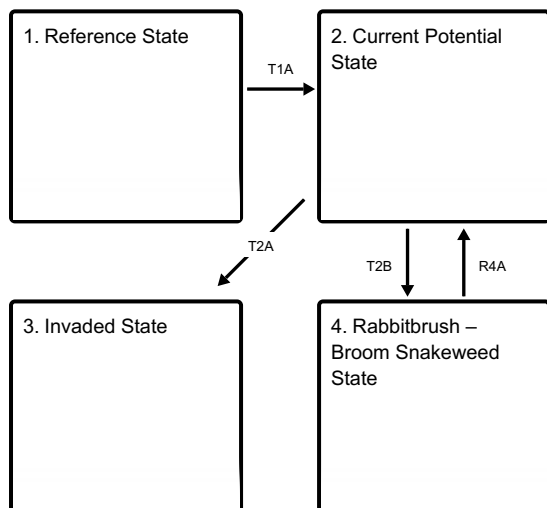 1. Reference State
2. Current Potential
State
T1A
T2A
T2B
R4A
3. Invaded State
4. Rabbitbrush –
Broom Snakeweed
State